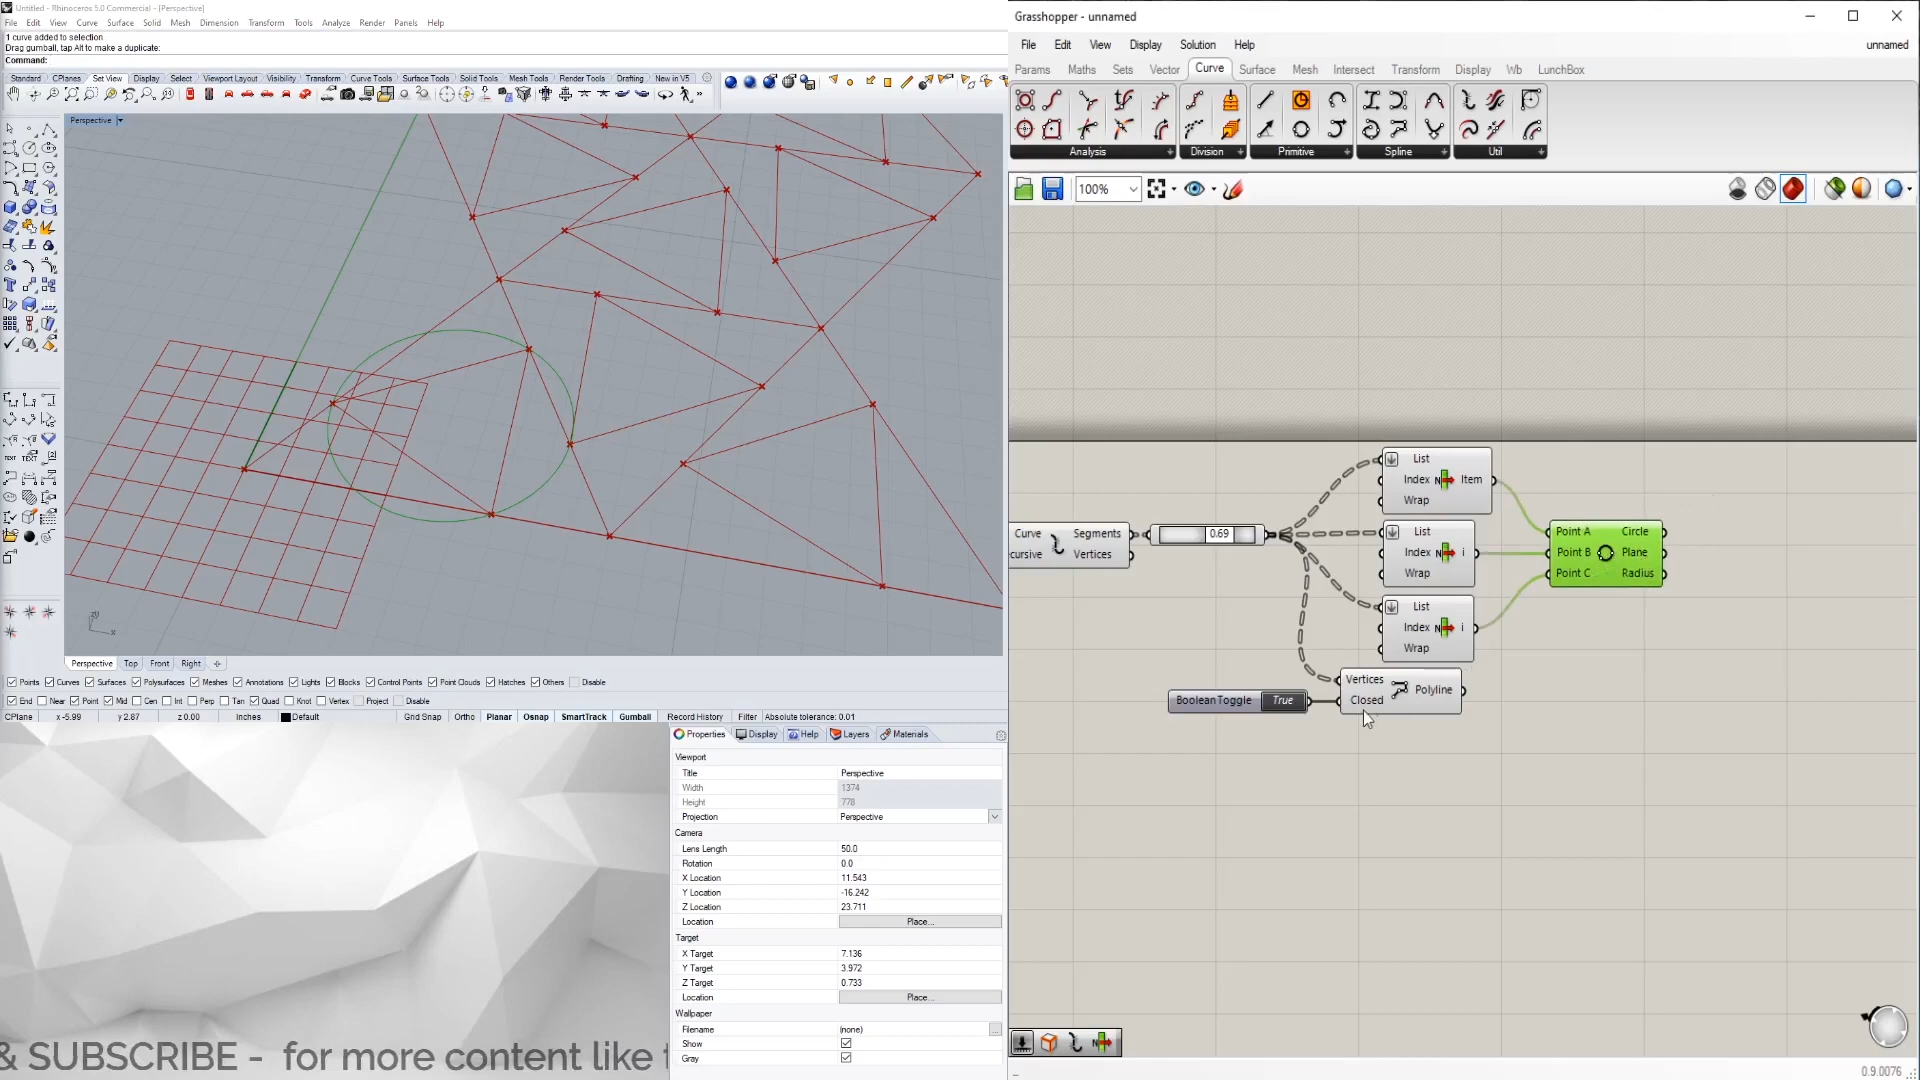 Untitled - Rhinoceros 5.0 Commercial - [Perspective]
File Edit View Curve Surface Solid Mesh Dimension Transform Tools Analyze Render Panels Help
1 curve added to selection
Drag gumball, tap Alt to make a duplicate:
Command:
Standard CPlanes Set View Display Select Viewport Layout Visibility Transform Curve Tools Surface Tools Solid Tools Mesh Tools Render Tools Drafting New in V5
Perspective
Perspective Top Front Right
Points Curves Surfaces Polysurfaces Meshes Annotations Lights Blocks Control Points Point Clouds Hatches Others Disable
End Near Point Mid Cen Int Perp Tan Quad Knot Vertex Project Disable
CPlane x -5.99 y 2.87 z 0.00 Inches Default Grid Snap Ortho Planar Osnap SmartTrack Gumball Record History Filter Absolute tolerance: 0.01
& SUBSCRIBE - for more content like
Properties Display Help Layers Materials
Viewport
Title Perspective
Width 1374
Height 778
Projection Perspective
Camera
Lens Length 50.0
Rotation 0.0
X Location 11.543
Y Location -16.242
Z Location 23.711
Location Place...
Target
X Target 7.136
Y Target 3.972
Z Target 0.733
Location Place...
Wallpaper
Filename (none) ...
Show
Gray
Grasshopper - unnamed
File Edit View Display Solution Help unnamed
Params Maths Sets Vector Curve Surface Mesh Intersect Transform Display Wb LunchBox
Analysis Division Primitive Spline Util
100%
Curve Segments
cursive Vertices
0.69
List
Index Item
Wrap
List
Index i
Wrap
List
Index i
Wrap
Point A Circle
Point B Plane
Point C Radius
Vertices Polyline
Closed
Boolean Toggle True
0.9.0076